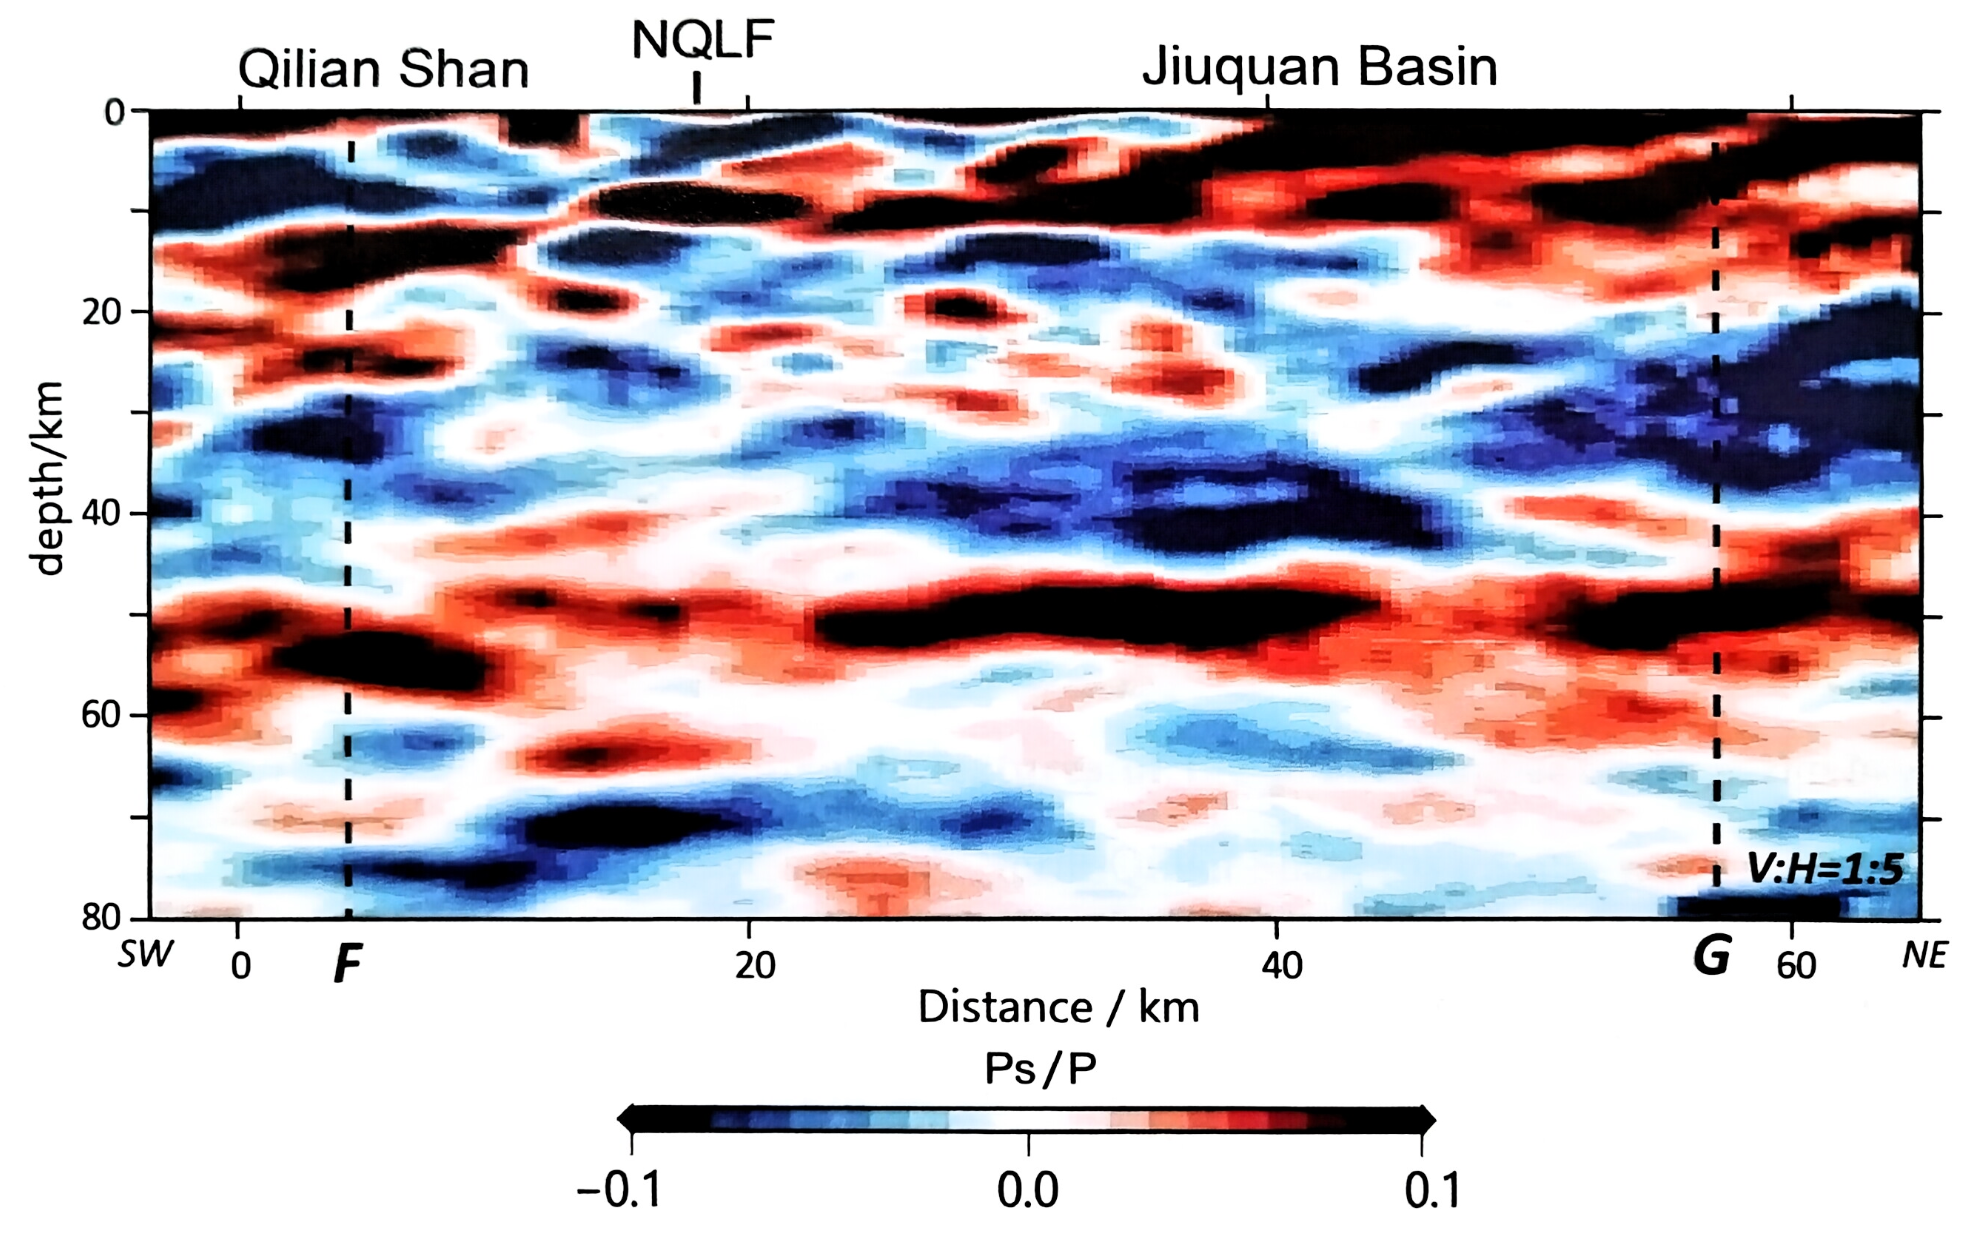 NQLF
Qilian Shan
Jiuquan Basin
0
20
40
60
80
depth/km
V:H=1:5
SW
0
F
20
40
G
60
NE
Distance / km
Ps/P
−0.1
0.0
0.1